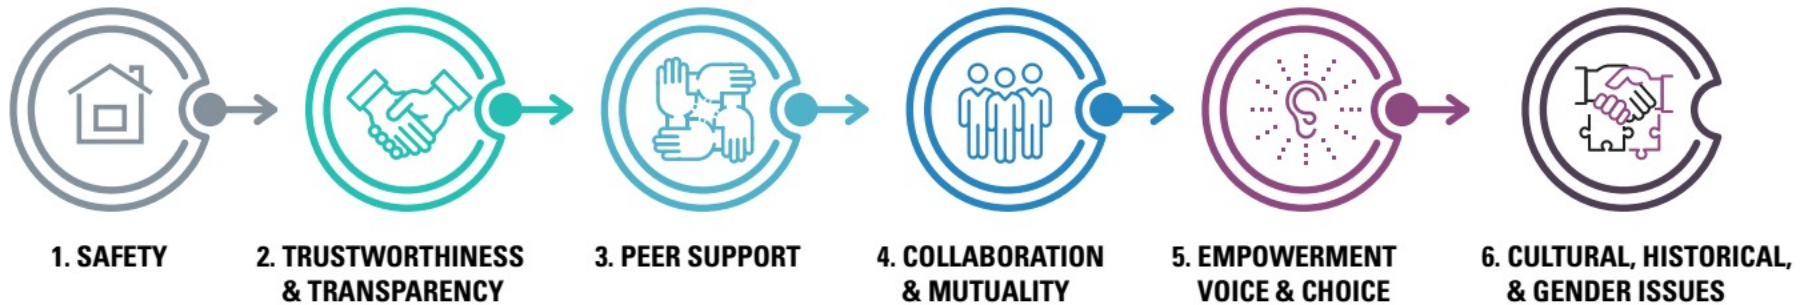 1. SAFETY
2. TRUSTWORTHINESS
& TRANSPARENCY
3. PEER SUPPORT
4. COLLABORATION
& MUTUALITY
5. EMPOWERMENT
VOICE & CHOICE
6. CULTURAL, HISTORICAL,
& GENDER ISSUES